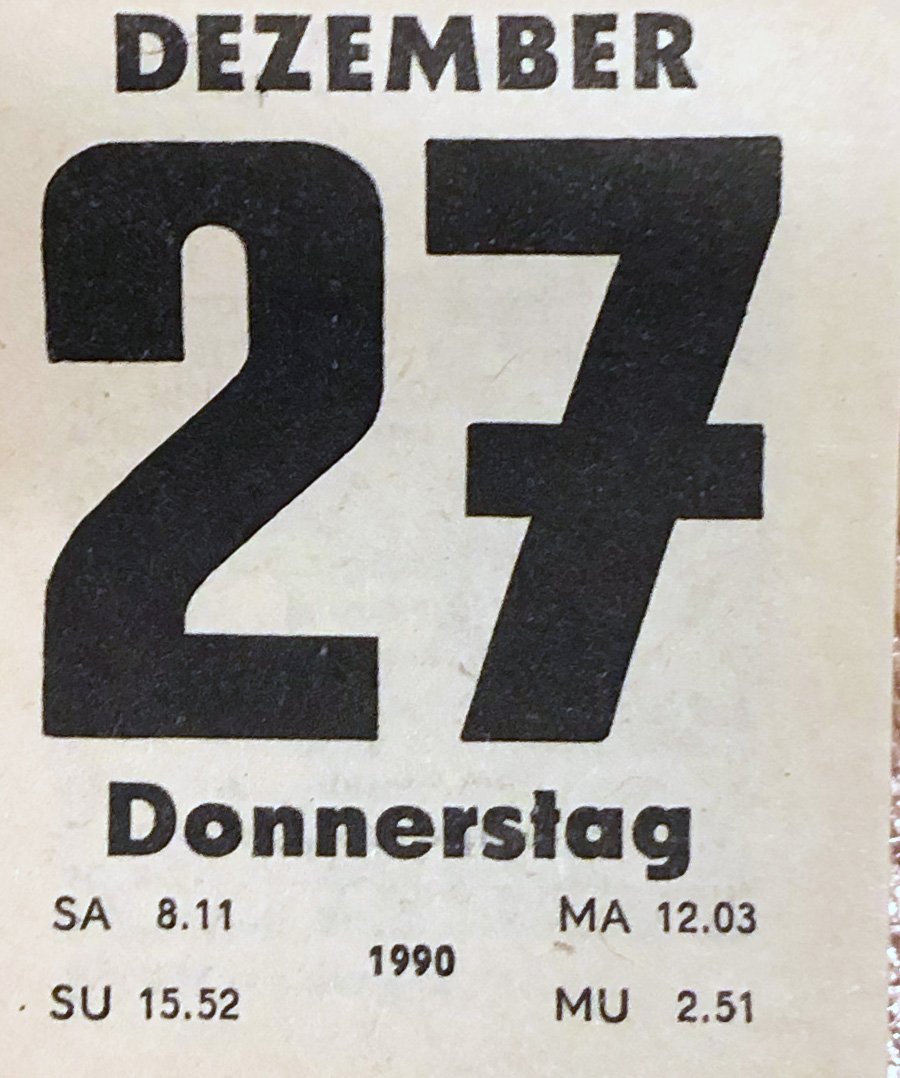 DEZEMBER
27
Donnerstag
SA 8.11 MA 12.03
1990
SU 15.52 MU 2.51